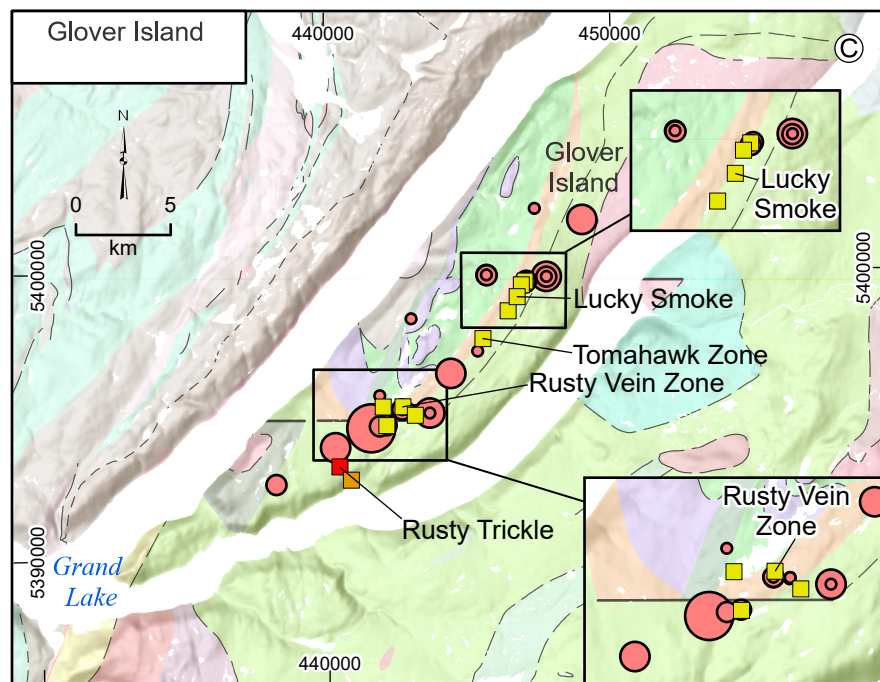 Glover Island
440000
450000
C
N
0
5
km
Glover
Island
Lucky
Smoke
5400000
5400000
Lucky Smoke
Tomahawk Zone
Rusty Vein Zone
Rusty Trickle
Rusty Vein
Zone
5390000
Grand
Lake
440000